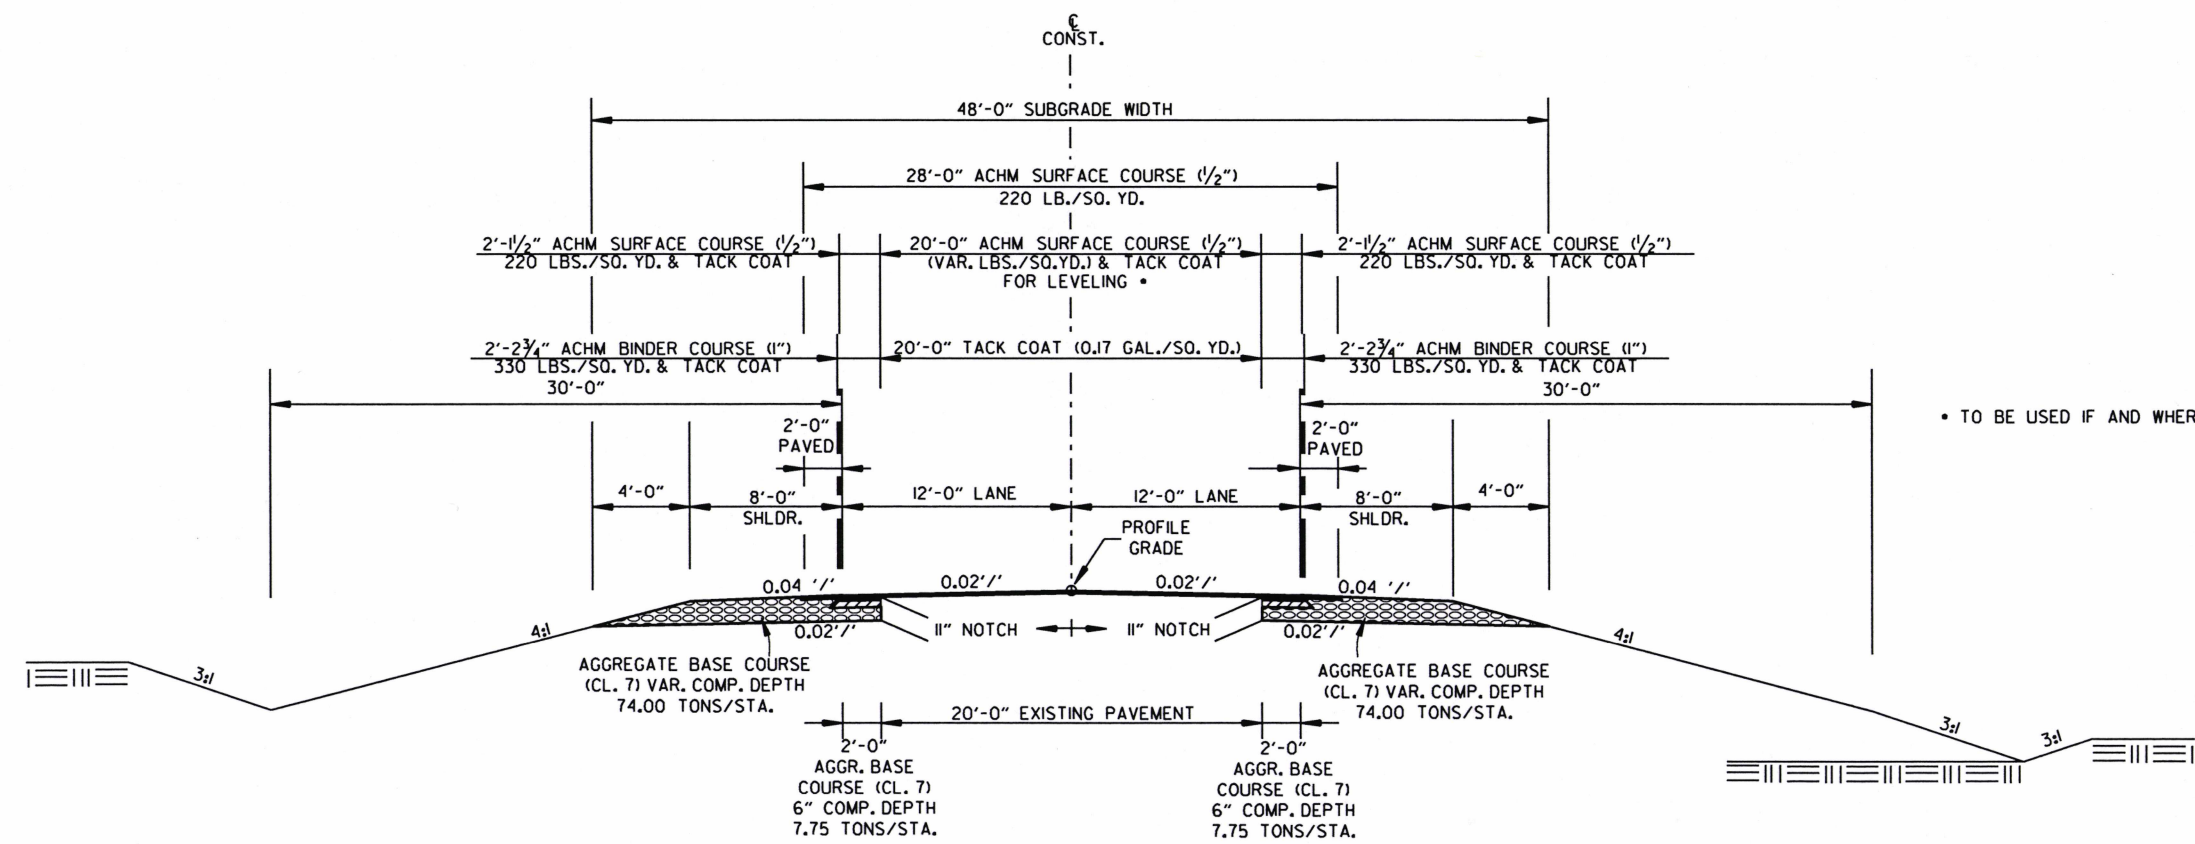 ℄
CONST.
48'-0" SUBGRADE WIDTH
28'-0" ACHM SURFACE COURSE (1/2")
220 LB./SQ. YD.
2'-1 1/2" ACHM SURFACE COURSE (1/2")
220 LBS./SQ. YD. & TACK COAT
20'-0" ACHM SURFACE COURSE (1/2")
(VAR. LBS./SQ.YD.) & TACK COAT
FOR LEVELING •
2'-1 1/2" ACHM SURFACE COURSE (1/2")
220 LBS./SQ. YD. & TACK COAT
2'-2 3/4" ACHM BINDER COURSE (1")
330 LBS./SQ. YD. & TACK COAT
20'-0" TACK COAT (0.17 GAL./SQ. YD.)
2'-2 3/4" ACHM BINDER COURSE (1")
330 LBS./SQ. YD. & TACK COAT
30'-0"
30'-0"
• TO BE USED IF AND WHER
2'-0"
PAVED
2'-0"
PAVED
4'-0"
8'-0"
SHLDR.
12'-0" LANE
12'-0" LANE
8'-0"
SHLDR.
4'-0"
PROFILE
GRADE
0.04 '/'
0.02'/'
0.02'/'
0.04 '/'
4:1
0.02'/'
11" NOTCH
11" NOTCH
0.02'/'
4:1
3:1
AGGREGATE BASE COURSE
(CL. 7) VAR. COMP. DEPTH
74.00 TONS/STA.
AGGREGATE BASE COURSE
(CL. 7) VAR. COMP. DEPTH
74.00 TONS/STA.
20'-0" EXISTING PAVEMENT
3:1
3:1
2'-0"
AGGR. BASE
COURSE (CL. 7)
6" COMP. DEPTH
7.75 TONS/STA.
2'-0"
AGGR. BASE
COURSE (CL. 7)
6" COMP. DEPTH
7.75 TONS/STA.